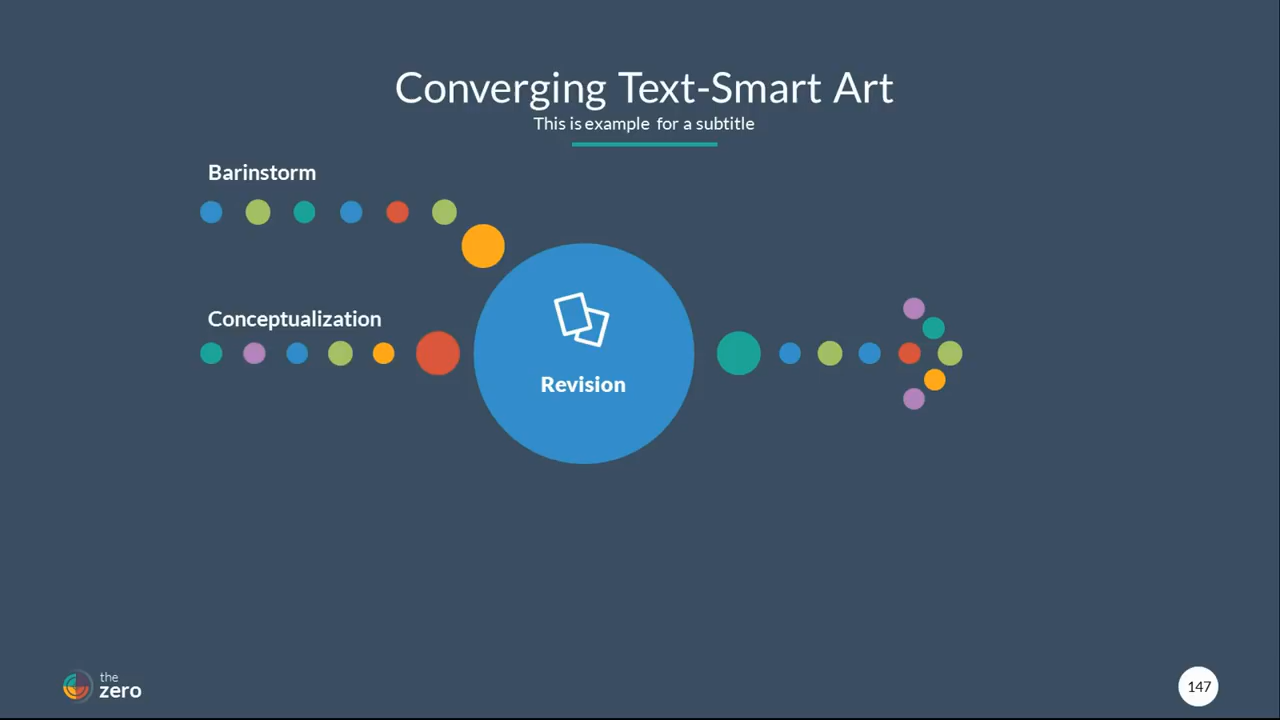 Converging Text-Smart Art
This is example for a subtitle
Barinstorm
Conceptualization
Revision
the
zero
147